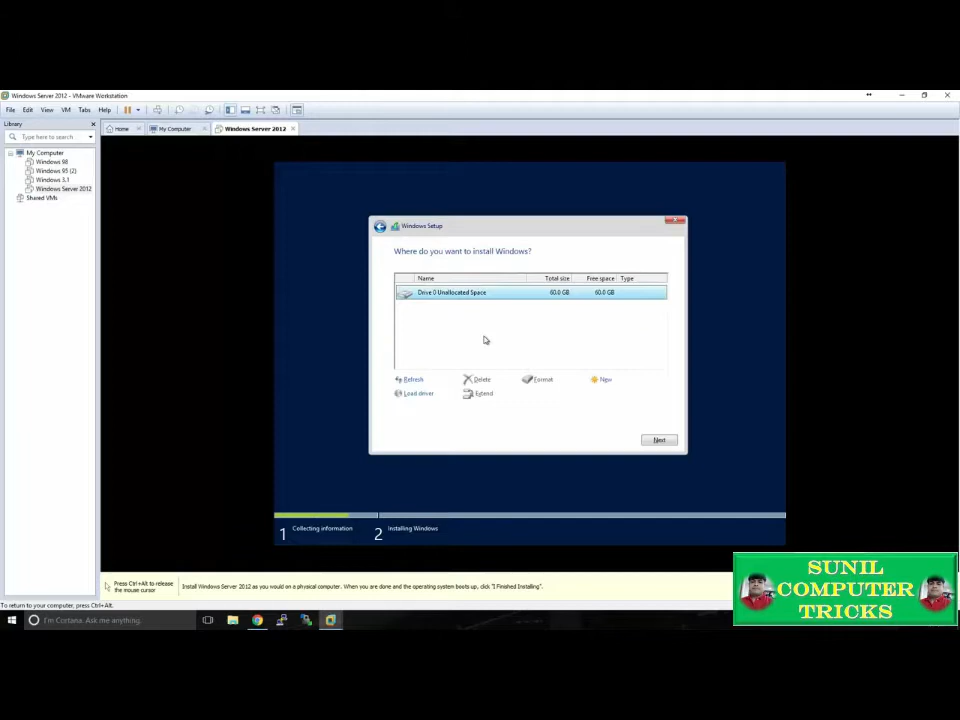 Windows Server 2012 - VMware Workstation
File Edit View VM Tabs Help
Library
Type here to search
Home My Computer Windows Server 2012
My Computer
Windows 98
Windows 95 (2)
Windows 3.1
Windows Server 2012
Shared VMs
Windows Setup
Where do you want to install Windows?
Name Total size Free space Type
Drive 0 Unallocated Space 60.0 GB 60.0 GB
Refresh Delete Format New
Load driver Extend
Next
1 Collecting information 2 Installing Windows
Press Ctrl+Alt to release
the mouse cursor
Install Windows Server 2012 as you would on a physical computer. When you are done and the operating system boots up, click "I Finished Installing".
To return to your computer, press Ctrl+Alt.
I'm Cortana. Ask me anything.
SUNIL
COMPUTER
TRICKS